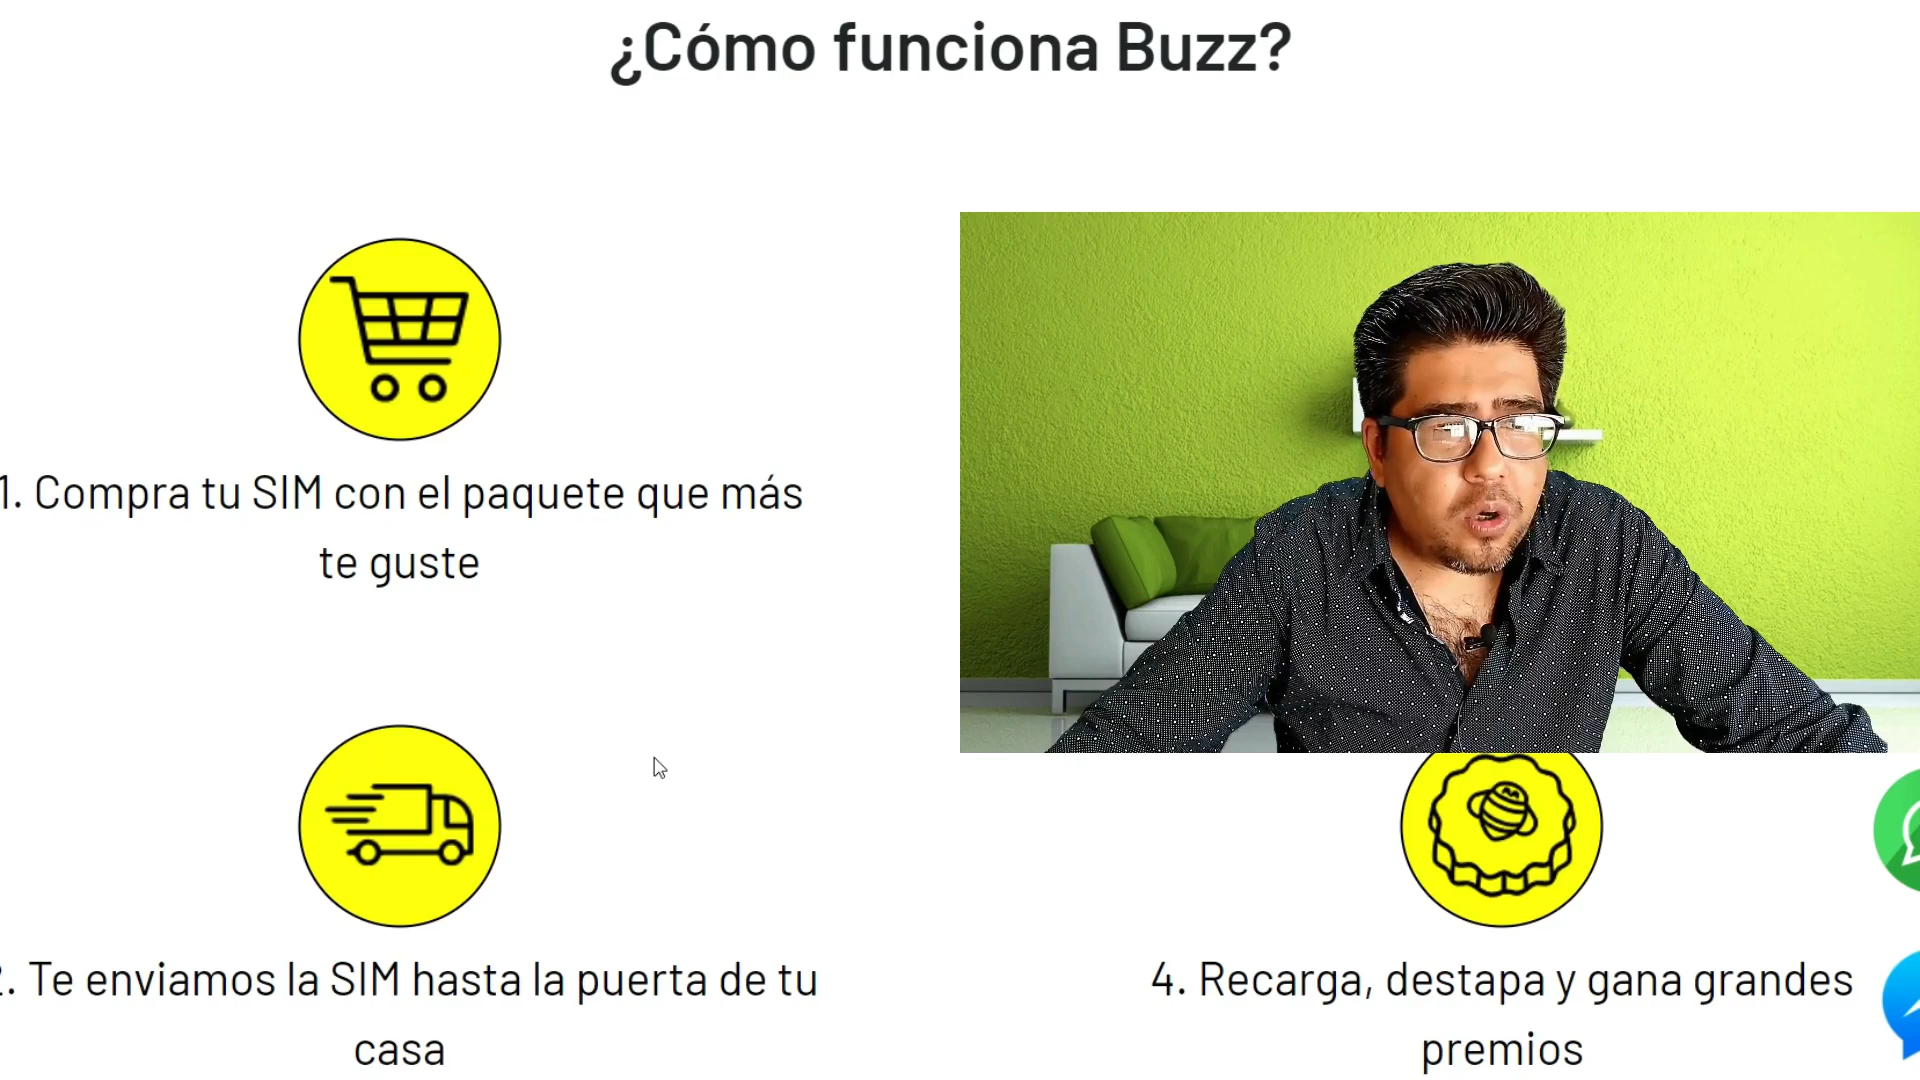 ¿Cómo funciona Buzz?
1. Compra tu SIM con el paquete que más
te guste
2. Te enviamos la SIM hasta la puerta de tu
casa
4. Recarga, destapa y gana grandes
premios